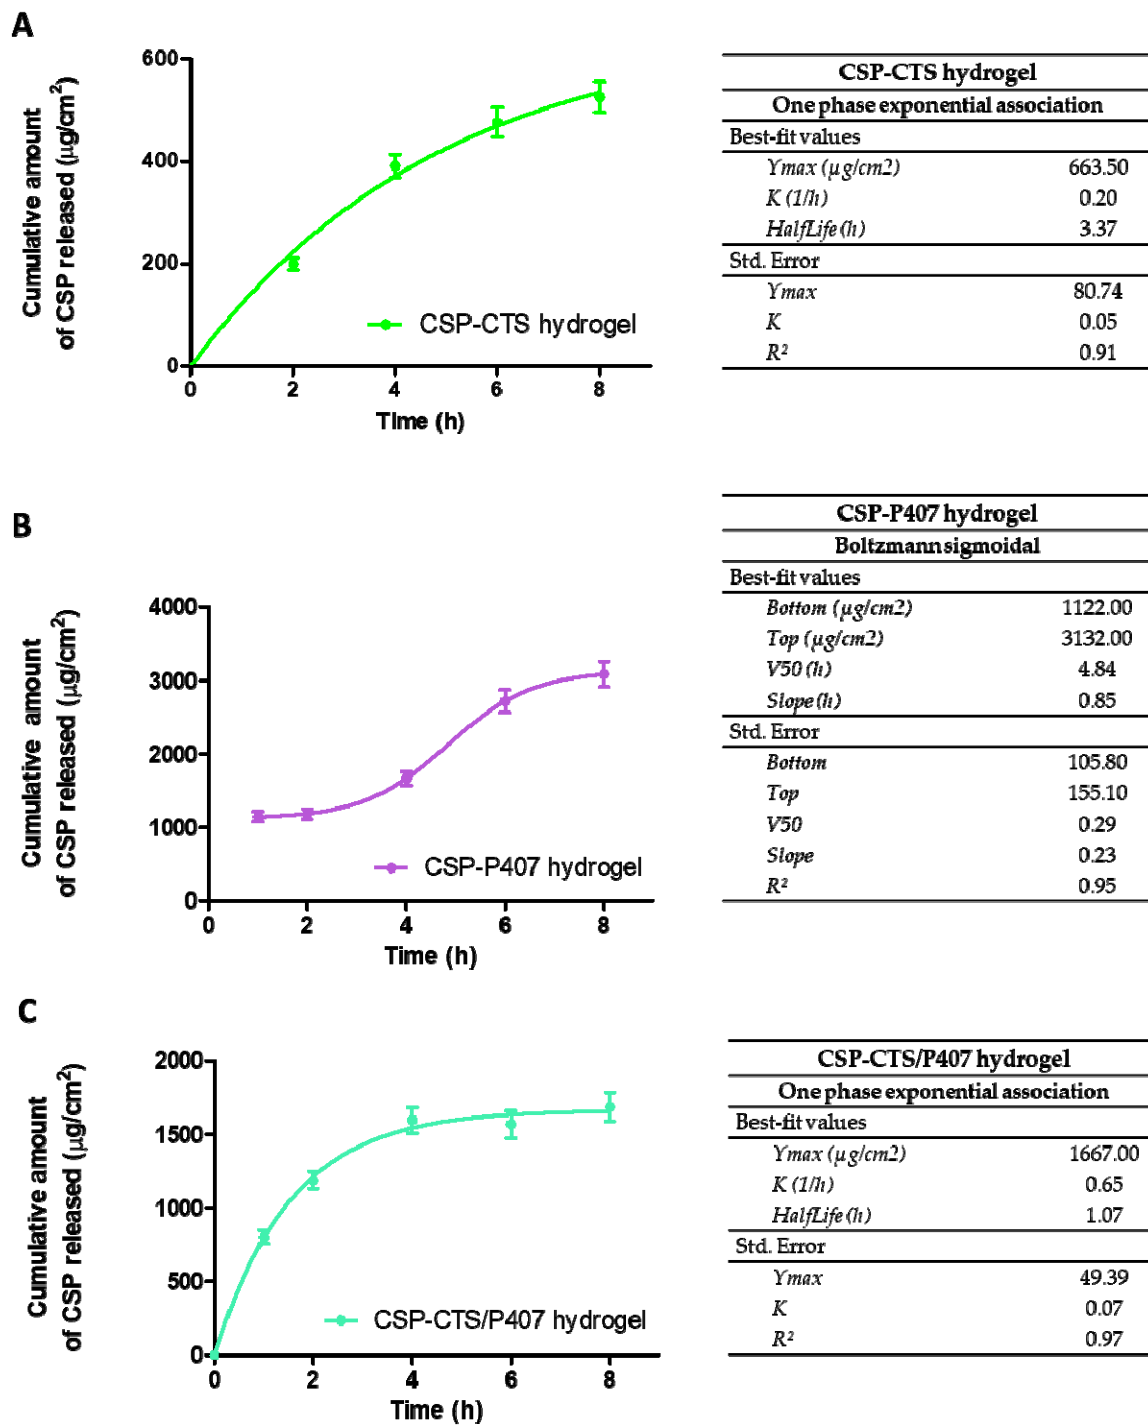 A
Cumulative amount
of CSP released (µg/cm²)
600
400
200
0
0 2 4 6 8
Time (h)
CSP-CTS hydrogel
CSP-CTS hydrogel
One phase exponential association
Best-fit values
Ymax (µg/cm2) 663.50
K (1/h) 0.20
HalfLife (h) 3.37
Std. Error
Ymax 80.74
K 0.05
R² 0.91
B
Cumulative amount
of CSP released (µg/cm²)
4000
3000
2000
1000
0
0 2 4 6 8
Time (h)
CSP-P407 hydrogel
CSP-P407 hydrogel
Boltzmann sigmoidal
Best-fit values
Bottom (µg/cm2) 1122.00
Top (µg/cm2) 3132.00
V50 (h) 4.84
Slope (h) 0.85
Std. Error
Bottom 105.80
Top 155.10
V50 0.29
Slope 0.23
R² 0.95
C
Cumulative amount
of CSP released (µg/cm²)
2000
1500
1000
500
0
0 2 4 6 8
Time (h)
CSP-CTS/P407 hydrogel
CSP-CTS/P407 hydrogel
One phase exponential association
Best-fit values
Ymax (µg/cm2) 1667.00
K (1/h) 0.65
HalfLife (h) 1.07
Std. Error
Ymax 49.39
K 0.07
R² 0.97